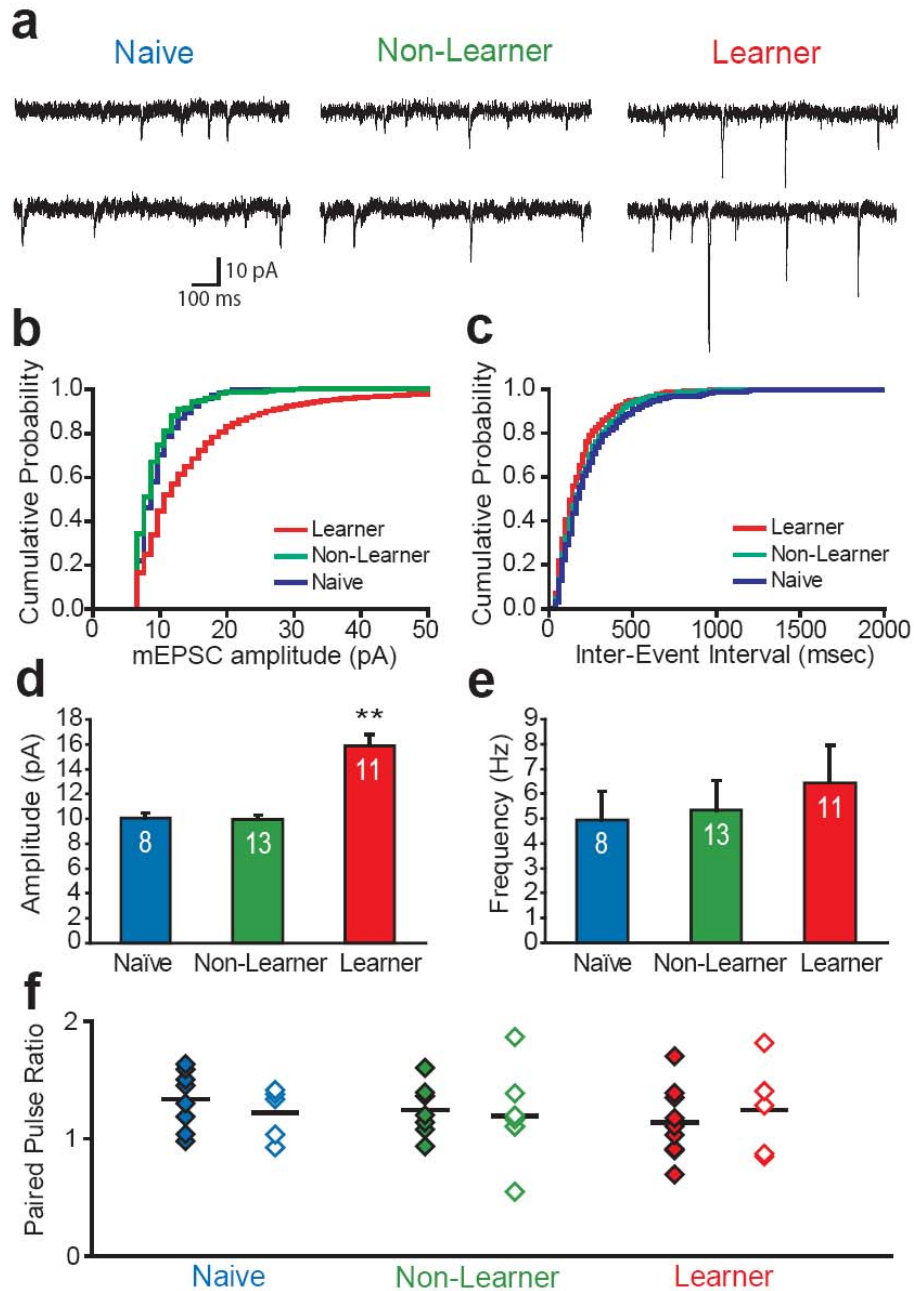 a
Naive Non-Learner Learner
10 pA
100 ms
b
Cumulative Probability
1.0
0.8
0.6
0.4
0.2
0.0
Learner
Non-Learner
Naive
0 10 20 30 40 50
mEPSC amplitude (pA)
c
Cumulative Probability
1.0
0.8
0.6
0.4
0.2
0.0
Learner
Non-Learner
Naive
0 500 1000 1500 2000
Inter-Event Interval (msec)
d
Amplitude (pA)
18
16
14
12
10
8
6
4
2
0
**
8 13 11
Naïve Non-Learner Learner
e
Frequency (Hz)
9
8
7
6
5
4
3
2
1
0
8 13 11
Naïve Non-Learner Learner
f
Paired Pulse Ratio
2
1
0
Naive Non-Learner Learner